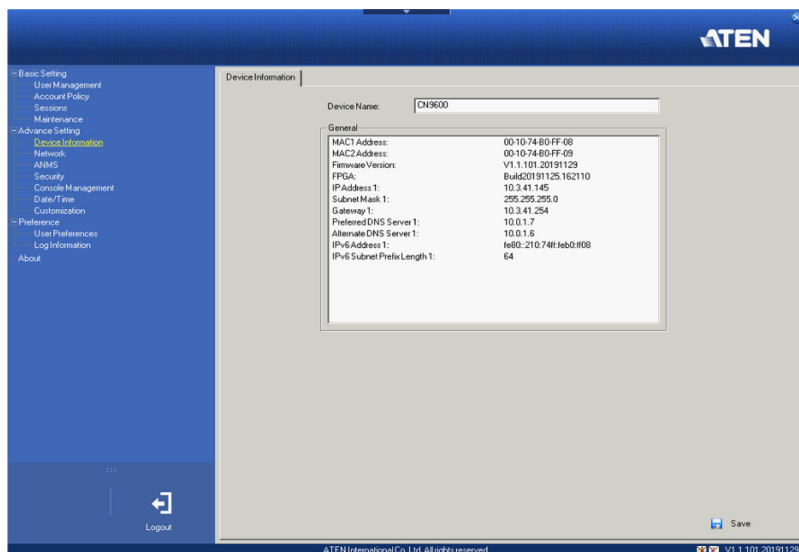 ATEN
Basic Setting
User Management
Account Policy
Sessions
Maintenance
Advance Setting
Device Information
Network
ANMS
Security
Console Management
Date/Time
Customization
Preference
User Preferences
Log Information
About
Logout
Device Information
Device Name: CN9600
General
MAC1 Address: 00-10-74-B0-FF-08
MAC2 Address: 00-10-74-B0-FF-09
Firmware Version: V1.1.101.20191129
FPGA: Build20191125.162110
IP Address 1: 10.3.41.145
Subnet Mask 1: 255.255.255.0
Gateway 1: 10.3.41.254
Preferred DNS Server 1: 10.0.1.7
Alternate DNS Server 1: 10.0.1.6
IPv6 Address 1: fe80::210:74ff:feb0:ff08
IPv6 Subnet Prefix Length 1: 64
Save
ATEN International Co., Ltd. All rights reserved.
V1.1.101.20191129